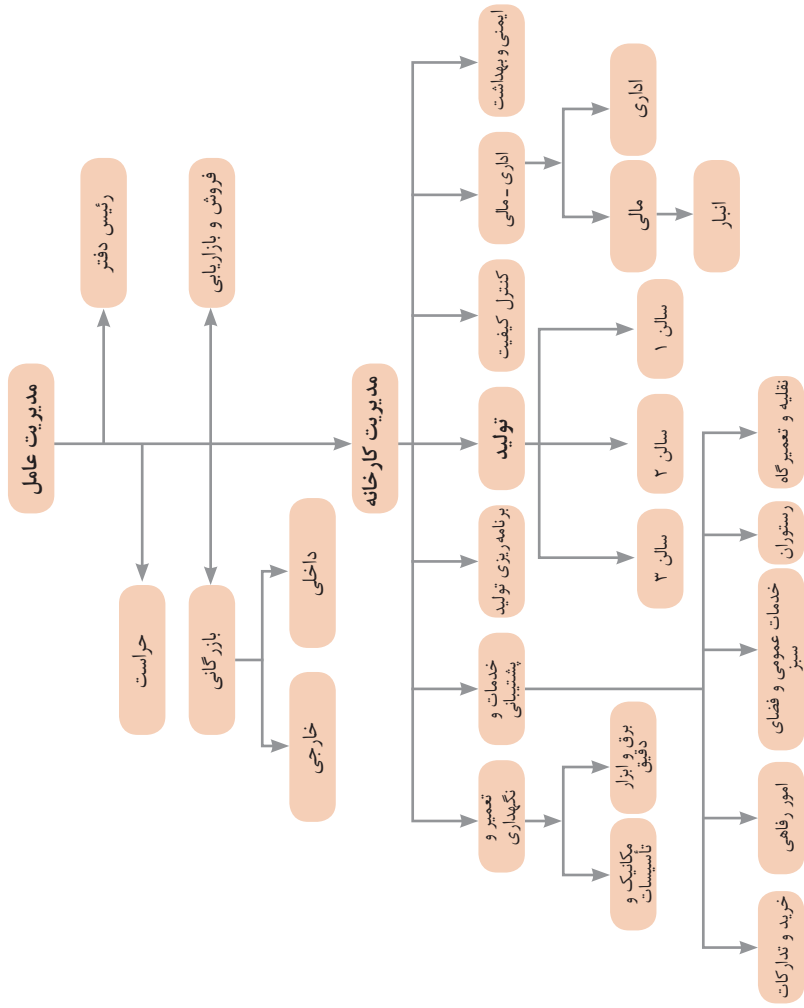 مدیریت عامل
رئیس دفتر
حراست
فروش و بازاریابی
بازرگانی
داخلی
خارجی
مدیریت کارخانه
ایمنی و بهداشت
اداری - مالی
کنترل کیفیت
تولید
برنامه ریزی تولید
خدمات و
پشتیبانی
تعمیر و
نگهداری
اداری
مالی
انبار
سالن ۱
سالن ۲
سالن ۳
برق و ابزار
دقیق
مکانیک و
تأسیسات
نقلیه و تعمیرگاه
رستوران
خدمات عمومی و فضای
سبز
امور رفاهی
خرید و تدارکات